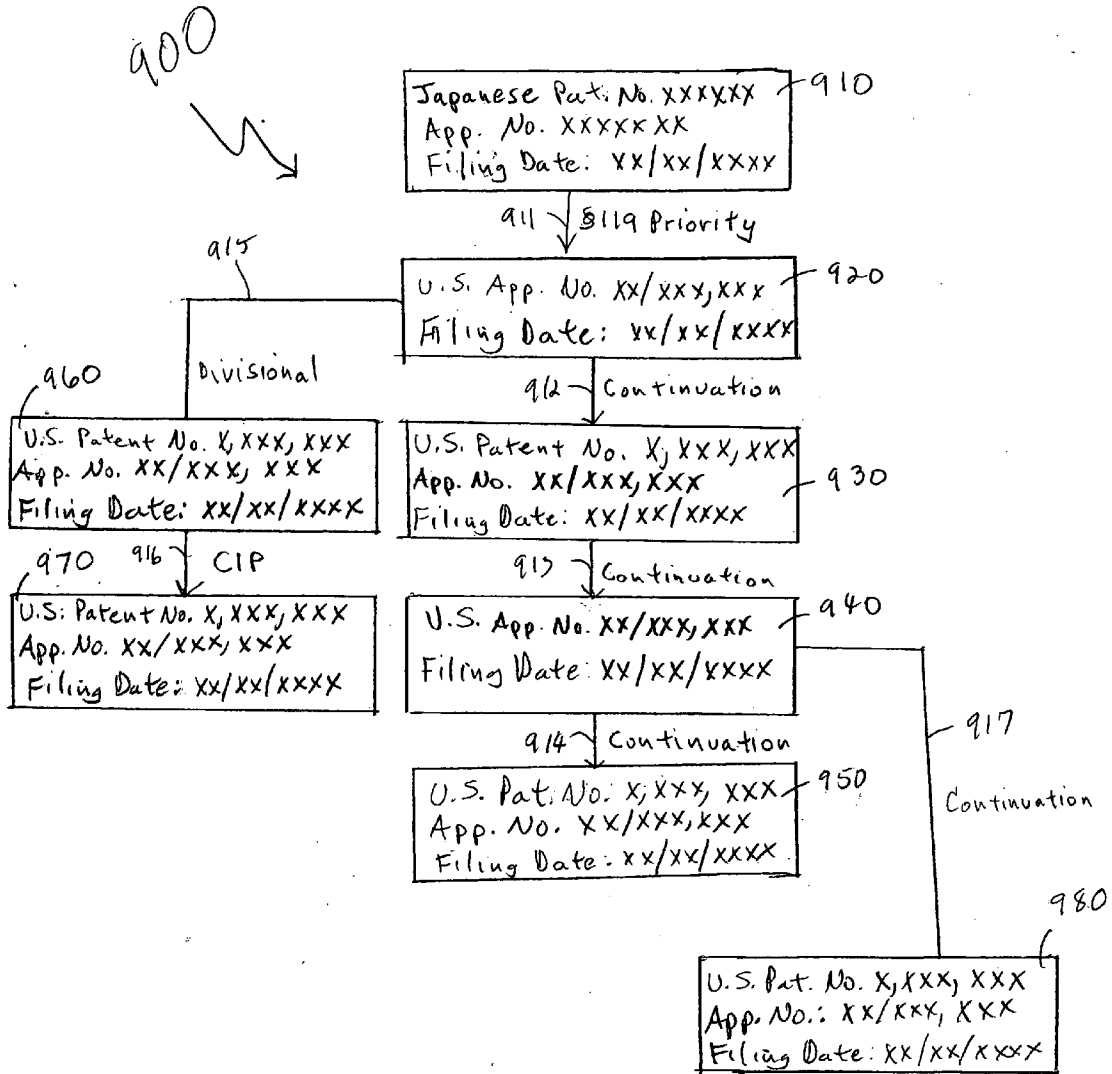 900
Japanese Pat. No. XXXXXX
App. No. XXXXXXX
Filing Date: XX/XX/XXXX
910
911
§119 Priority
915
U.S. App. No. XX/XXX,XXX
Filing Date: XX/XX/XXXX
920
Divisional
912
Continuation
960
U.S. Patent No. X,XXX,XXX
App. No. XX/XXX, XXX
Filing Date: XX/XX/XXXX
U.S. Patent No. X,XXX,XXX
App. No. XX/XXX,XXX
Filing Date: XX/XX/XXXX
930
970
916
CIP
913
Continuation
U.S. Patent No. X,XXX,XXX
App. No. XX/XXX,XXX
Filing Date: XX/XX/XXXX
U.S. App. No. XX/XXX,XXX
Filing Date: XX/XX/XXXX
940
914
Continuation
917
Continuation
U.S. Pat. No. X,XXX, XXX
App. No. XX/XXX,XXX
Filing Date: XX/XX/XXXX
950
980
U.S. Pat. No. X,XXX, XXX
App. No.: XX/XXX, XXX
Filing Date: XX/XX/XXXX